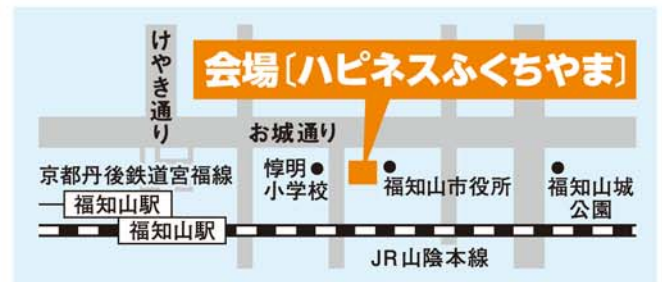 けやき通り
会場〔ハピネスふくちやま〕
お城通り
京都丹後鉄道宮福線
福知山駅
福知山駅
惇明
小学校
福知山市役所
福知山城
公園
JR山陰本線